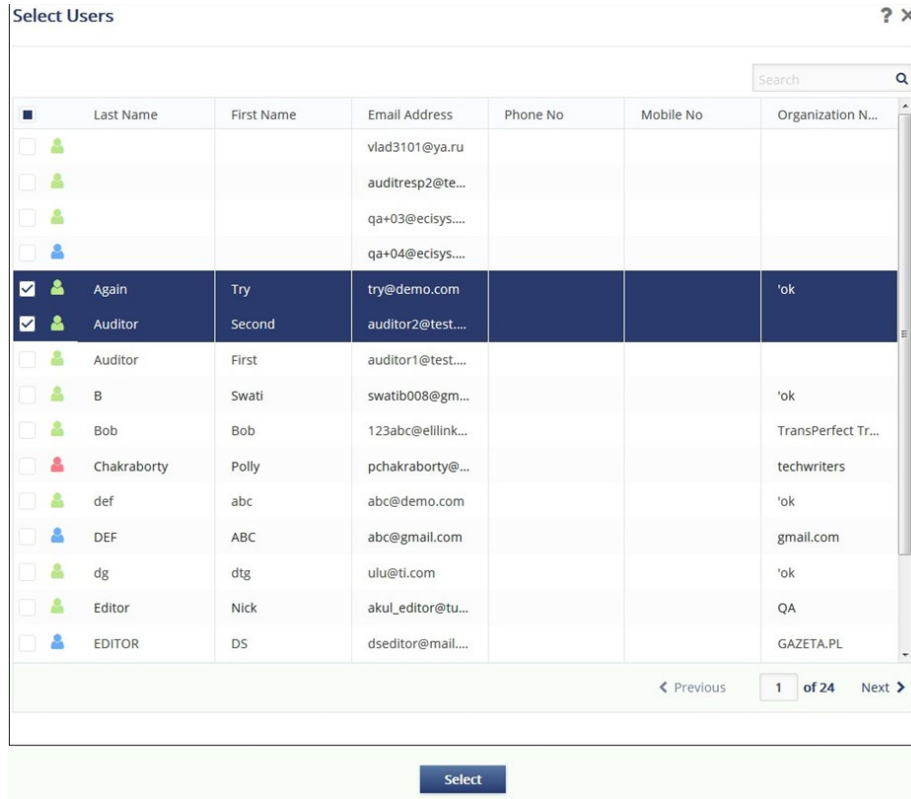 Select Users ? ×
Search
Last Name First Name Email Address Phone No Mobile No Organization N...
vlad3101@ya.ru
auditresp2@te...
qa+03@ecisys....
qa+04@ecisys....
Again Try try@demo.com 'ok
Auditor Second auditor2@test....
Auditor First auditor1@test....
B Swati swatib008@gm... 'ok
Bob Bob 123abc@elilink... TransPerfect Tr...
Chakraborty Polly pchakraborty@... techwriters
def abc abc@demo.com 'ok
DEF ABC abc@gmail.com gmail.com
dg dtg ulu@ti.com 'ok
Editor Nick akul_editor@tu... QA
EDITOR DS dseditor@mail.... GAZETA.PL
Previous 1 of 24 Next
Select